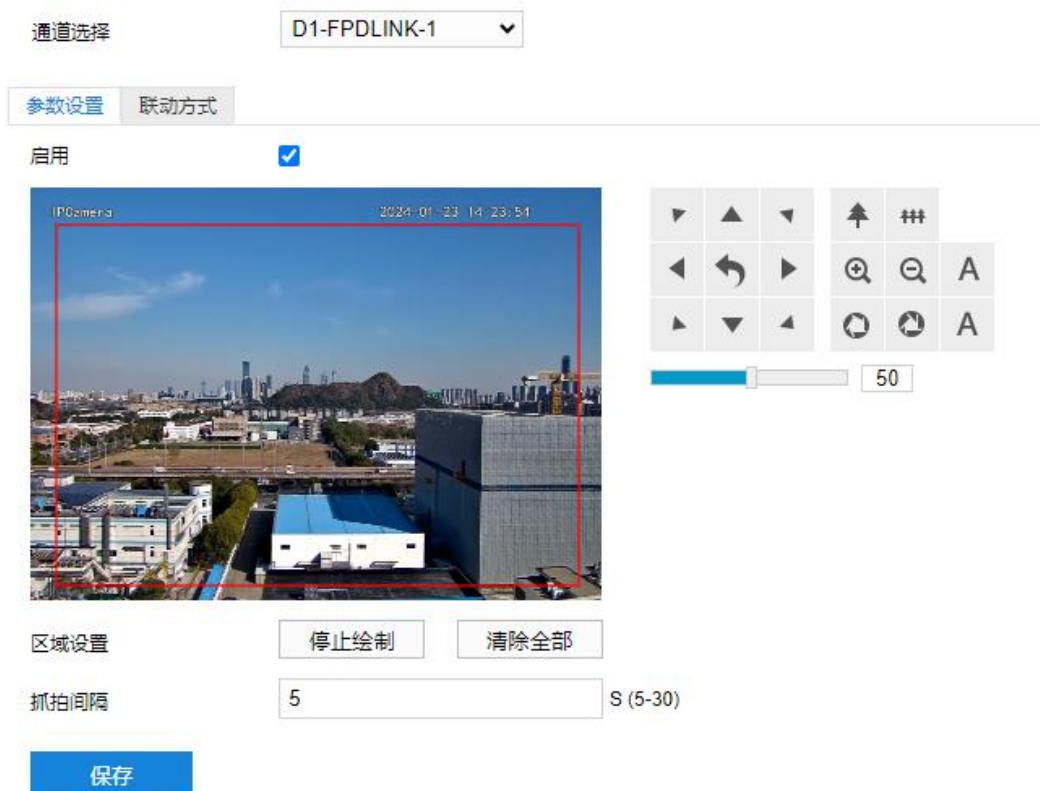 通道选择 D1-FPDLINK-1
参数设置 联动方式
启用
IPCamera 2024-01-23 14 23:54
A
A
50
区域设置 停止绘制 清除全部
抓拍间隔 5 S (5-30)
保存